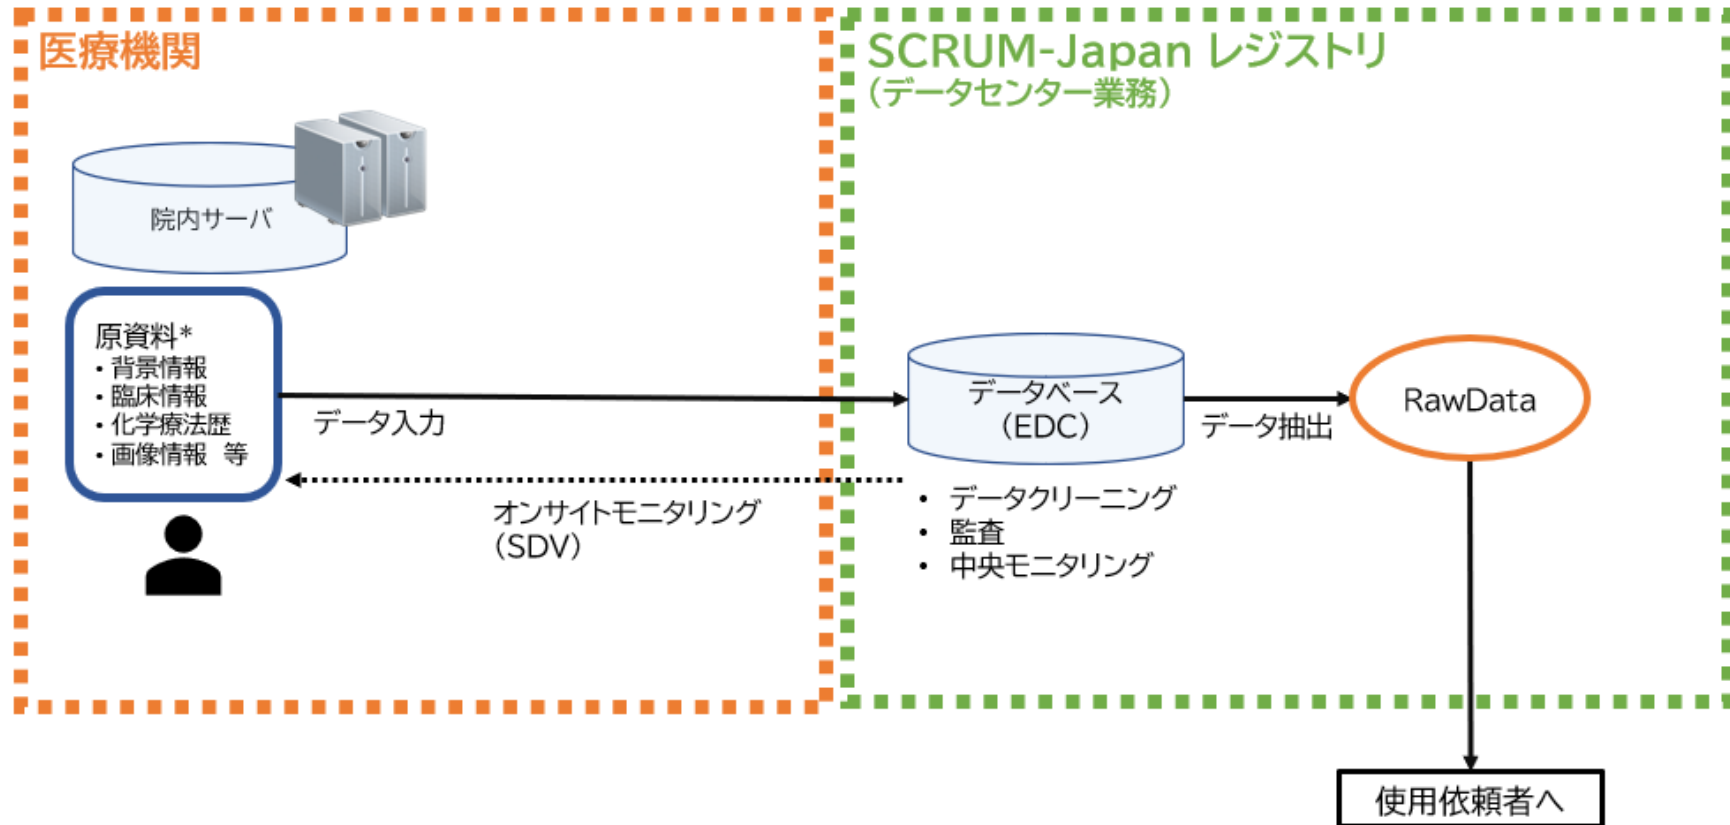 医療機関
院内サーバ
原資料*
・背景情報
・臨床情報
・化学療法歴
・画像情報 等
データ入力
オンサイトモニタリング
（SDV）
SCRUM-Japan レジストリ
（データセンター業務）
データベース
（EDC）
• データクリーニング
• 監査
• 中央モニタリング
データ抽出
RawData
使用依頼者へ